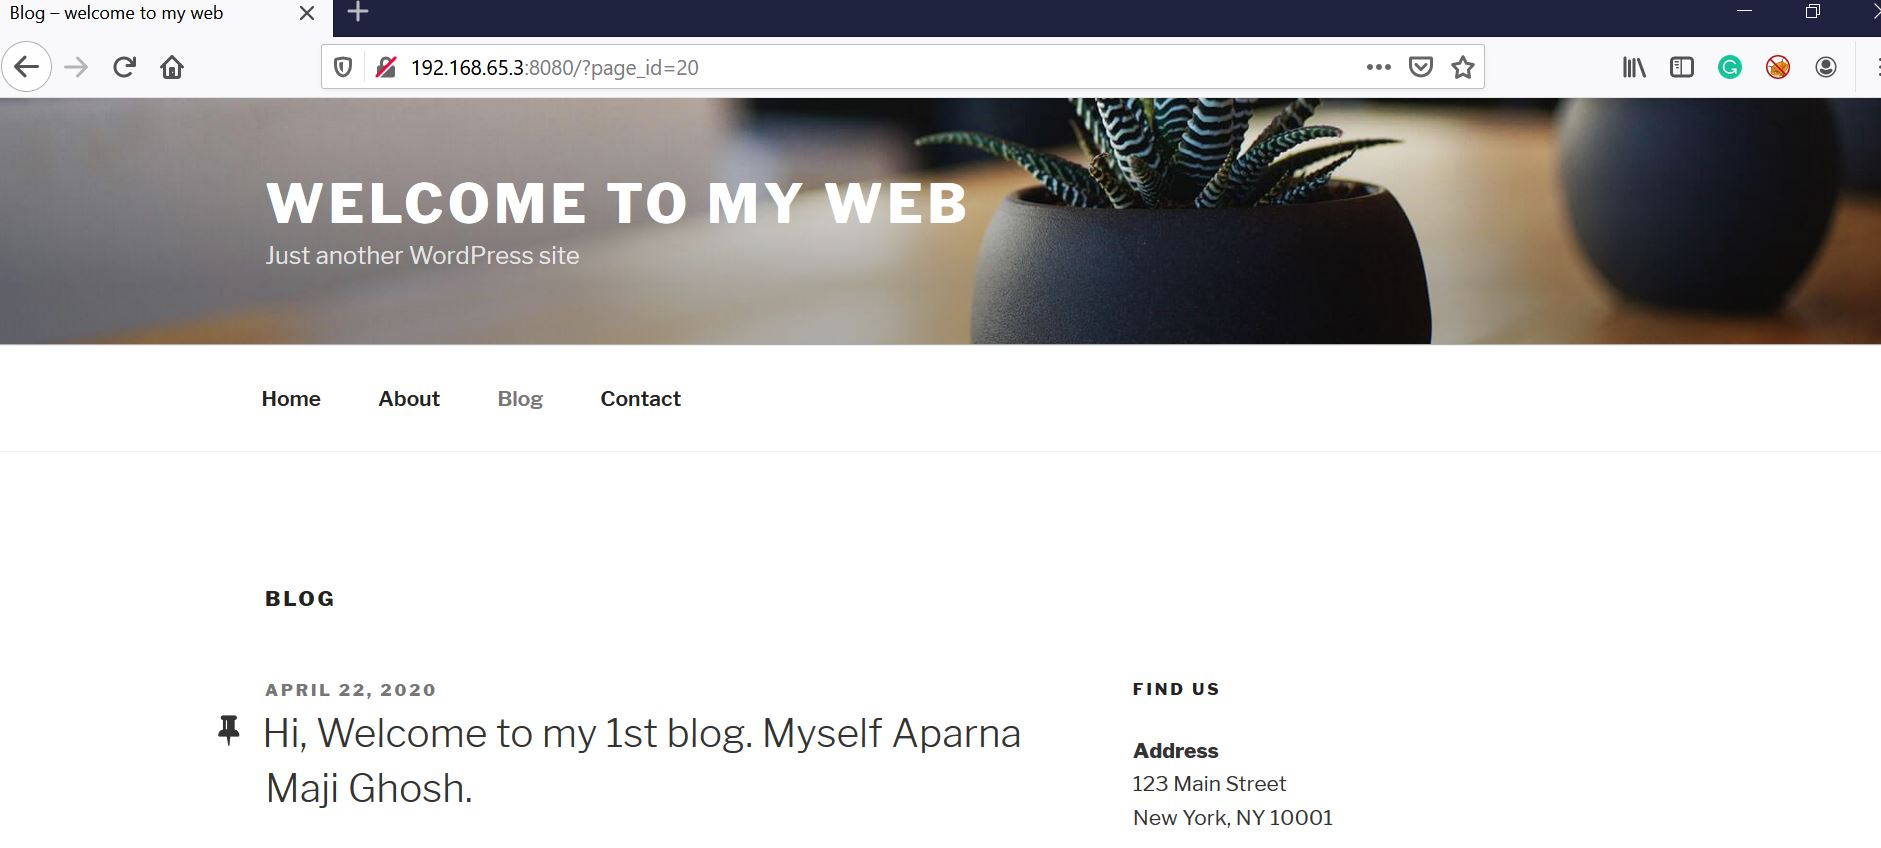 Blog – welcome to my web
192.168.65.3:8080/?page_id=20
WELCOME TO MY WEB
Just another WordPress site
Home About Blog Contact
BLOG
APRIL 22, 2020
Hi, Welcome to my 1st blog. Myself Aparna
Maji Ghosh.
FIND US
Address
123 Main Street
New York, NY 10001